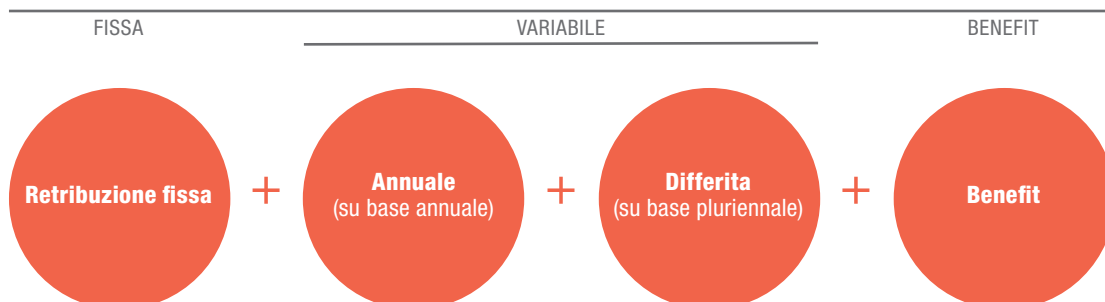 FISSA
VARIABILE
BENEFIT
Retribuzione fissa
+
Annuale
(su base annuale)
+
Differita
(su base pluriennale)
+
Benefit